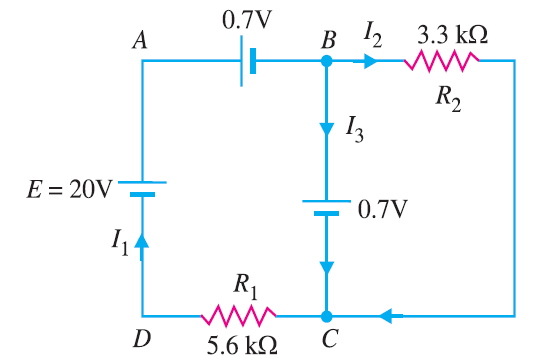 0.7V
A
B
I2
3.3 kΩ
R2
I3
E = 20V
0.7V
I1
R1
D
5.6 kΩ
C